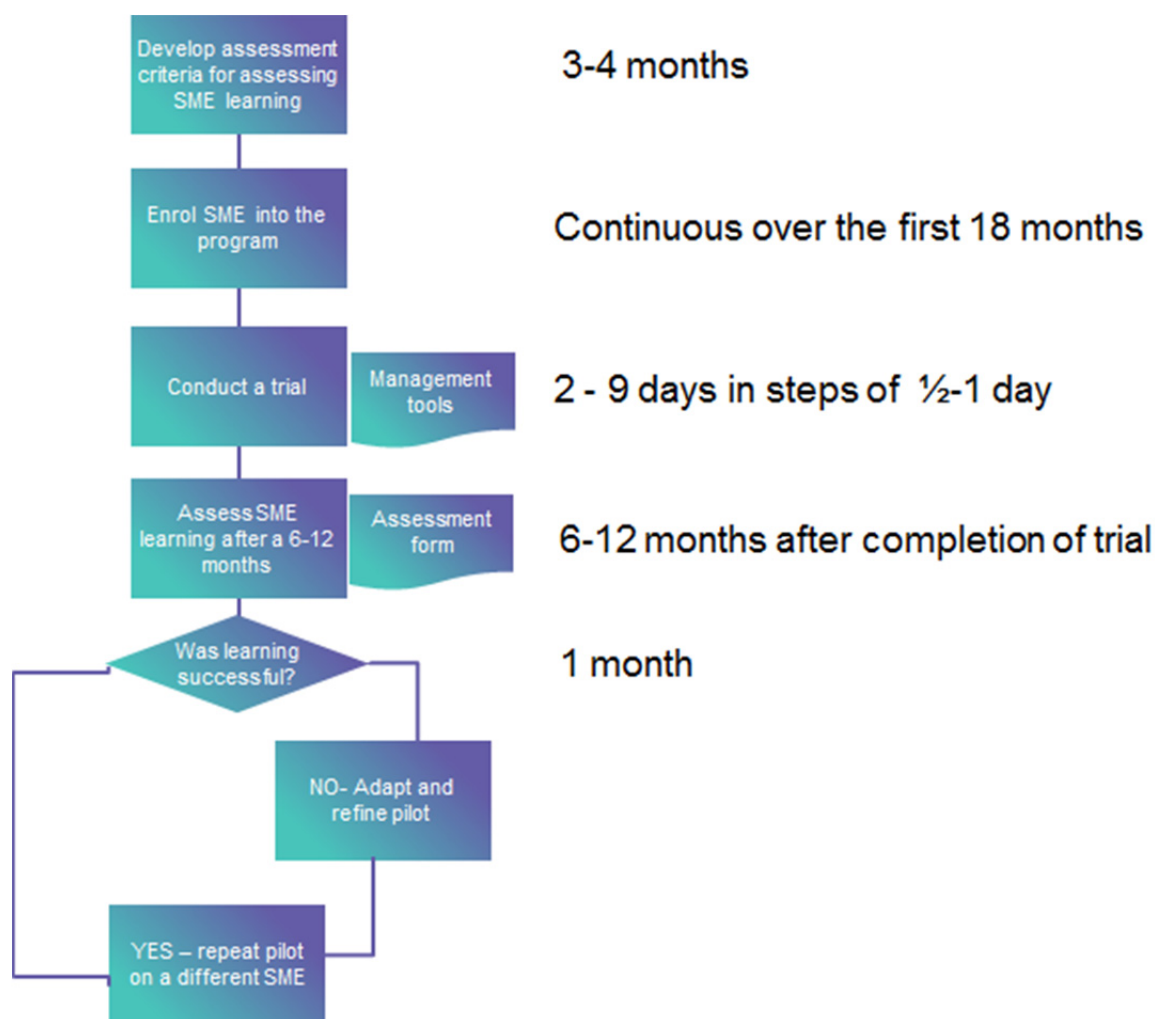 Develop assessment
criteria for assessing
SME learning
3-4 months
Enrol SME into the
program
Continuous over the first 18 months
Conduct a trial
Management
tools
2 - 9 days in steps of ½-1 day
Assess SME
learning after a 6-12
months
Assessment
form
6-12 months after completion of trial
Was learning
successful?
1 month
NO- Adapt and
refine pilot
YES – repeat pilot
on a different SME